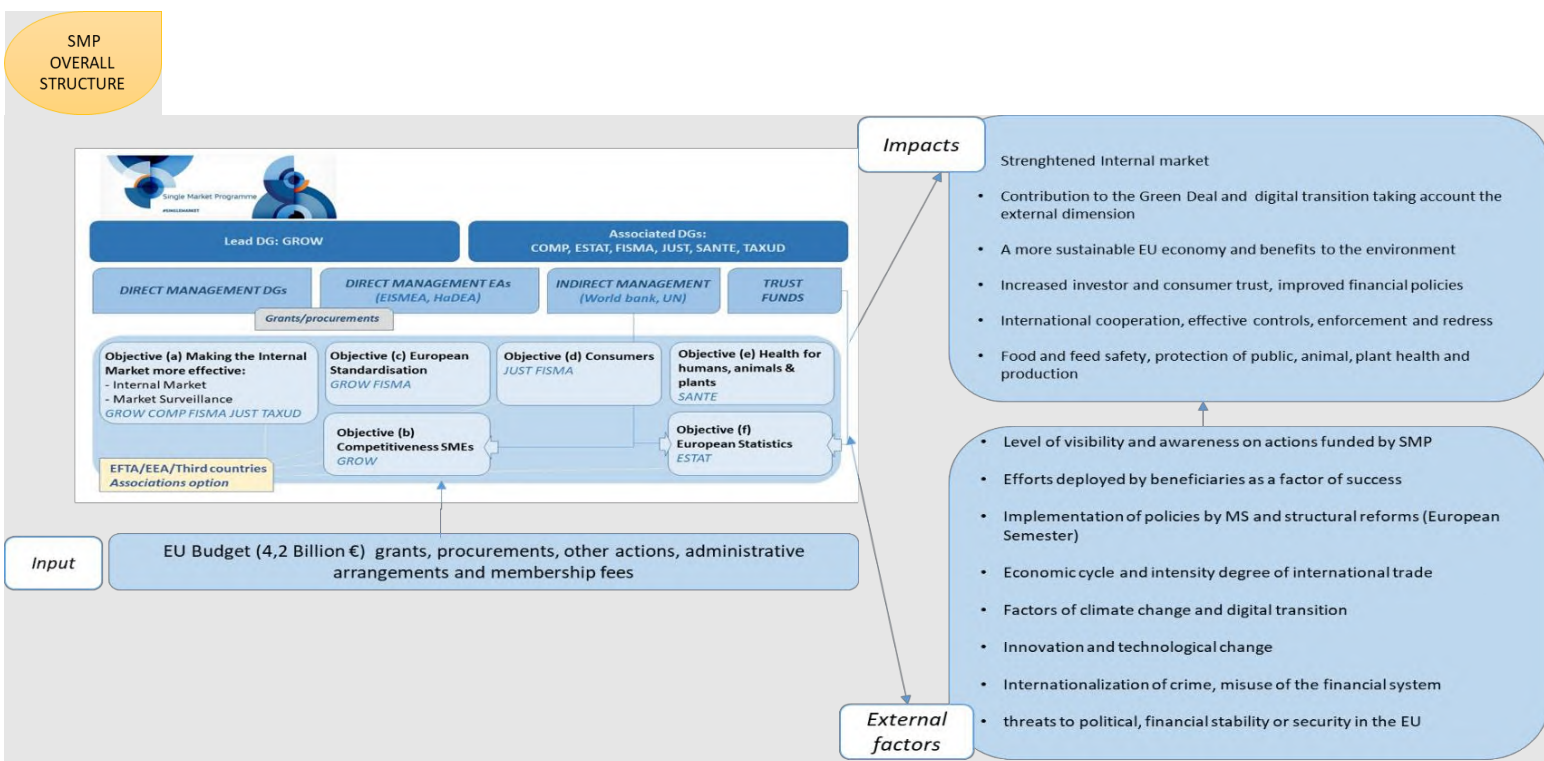 SMP
OVERALL
STRUCTURE
Single Market Programme
#SINGLEMARKET
Lead DG: GROW
Associated DGs:
COMP, ESTAT, FISMA, JUST, SANTE, TAXUD
DIRECT MANAGEMENT DGs
DIRECT MANAGEMENT EAs
(EISMEA, HaDEA)
INDIRECT MANAGEMENT
(World bank, UN)
TRUST
FUNDS
Grants/procurements
Objective (a) Making the Internal
Market more effective:
- Internal Market
- Market Surveillance
GROW COMP FISMA JUST TAXUD
Objective (c) European
Standardisation
GROW FISMA
Objective (d) Consumers
JUST FISMA
Objective (e) Health for
humans, animals &
plants
SANTE
Objective (b)
Competitiveness SMEs
GROW
Objective (f)
European Statistics
ESTAT
EFTA/EEA/Third countries
Associations option
Input
EU Budget (4,2 Billion €) grants, procurements, other actions, administrative
arrangements and membership fees
Impacts
Strenghtened Internal market
• Contribution to the Green Deal and digital transition taking account the
external dimension
• A more sustainable EU economy and benefits to the environment
• Increased investor and consumer trust, improved financial policies
• International cooperation, effective controls, enforcement and redress
• Food and feed safety, protection of public, animal, plant health and
production
• Level of visibility and awareness on actions funded by SMP
• Efforts deployed by beneficiaries as a factor of success
• Implementation of policies by MS and structural reforms (European
Semester)
• Economic cycle and intensity degree of international trade
• Factors of climate change and digital transition
• Innovation and technological change
• Internationalization of crime, misuse of the financial system
• threats to political, financial stability or security in the EU
External
factors